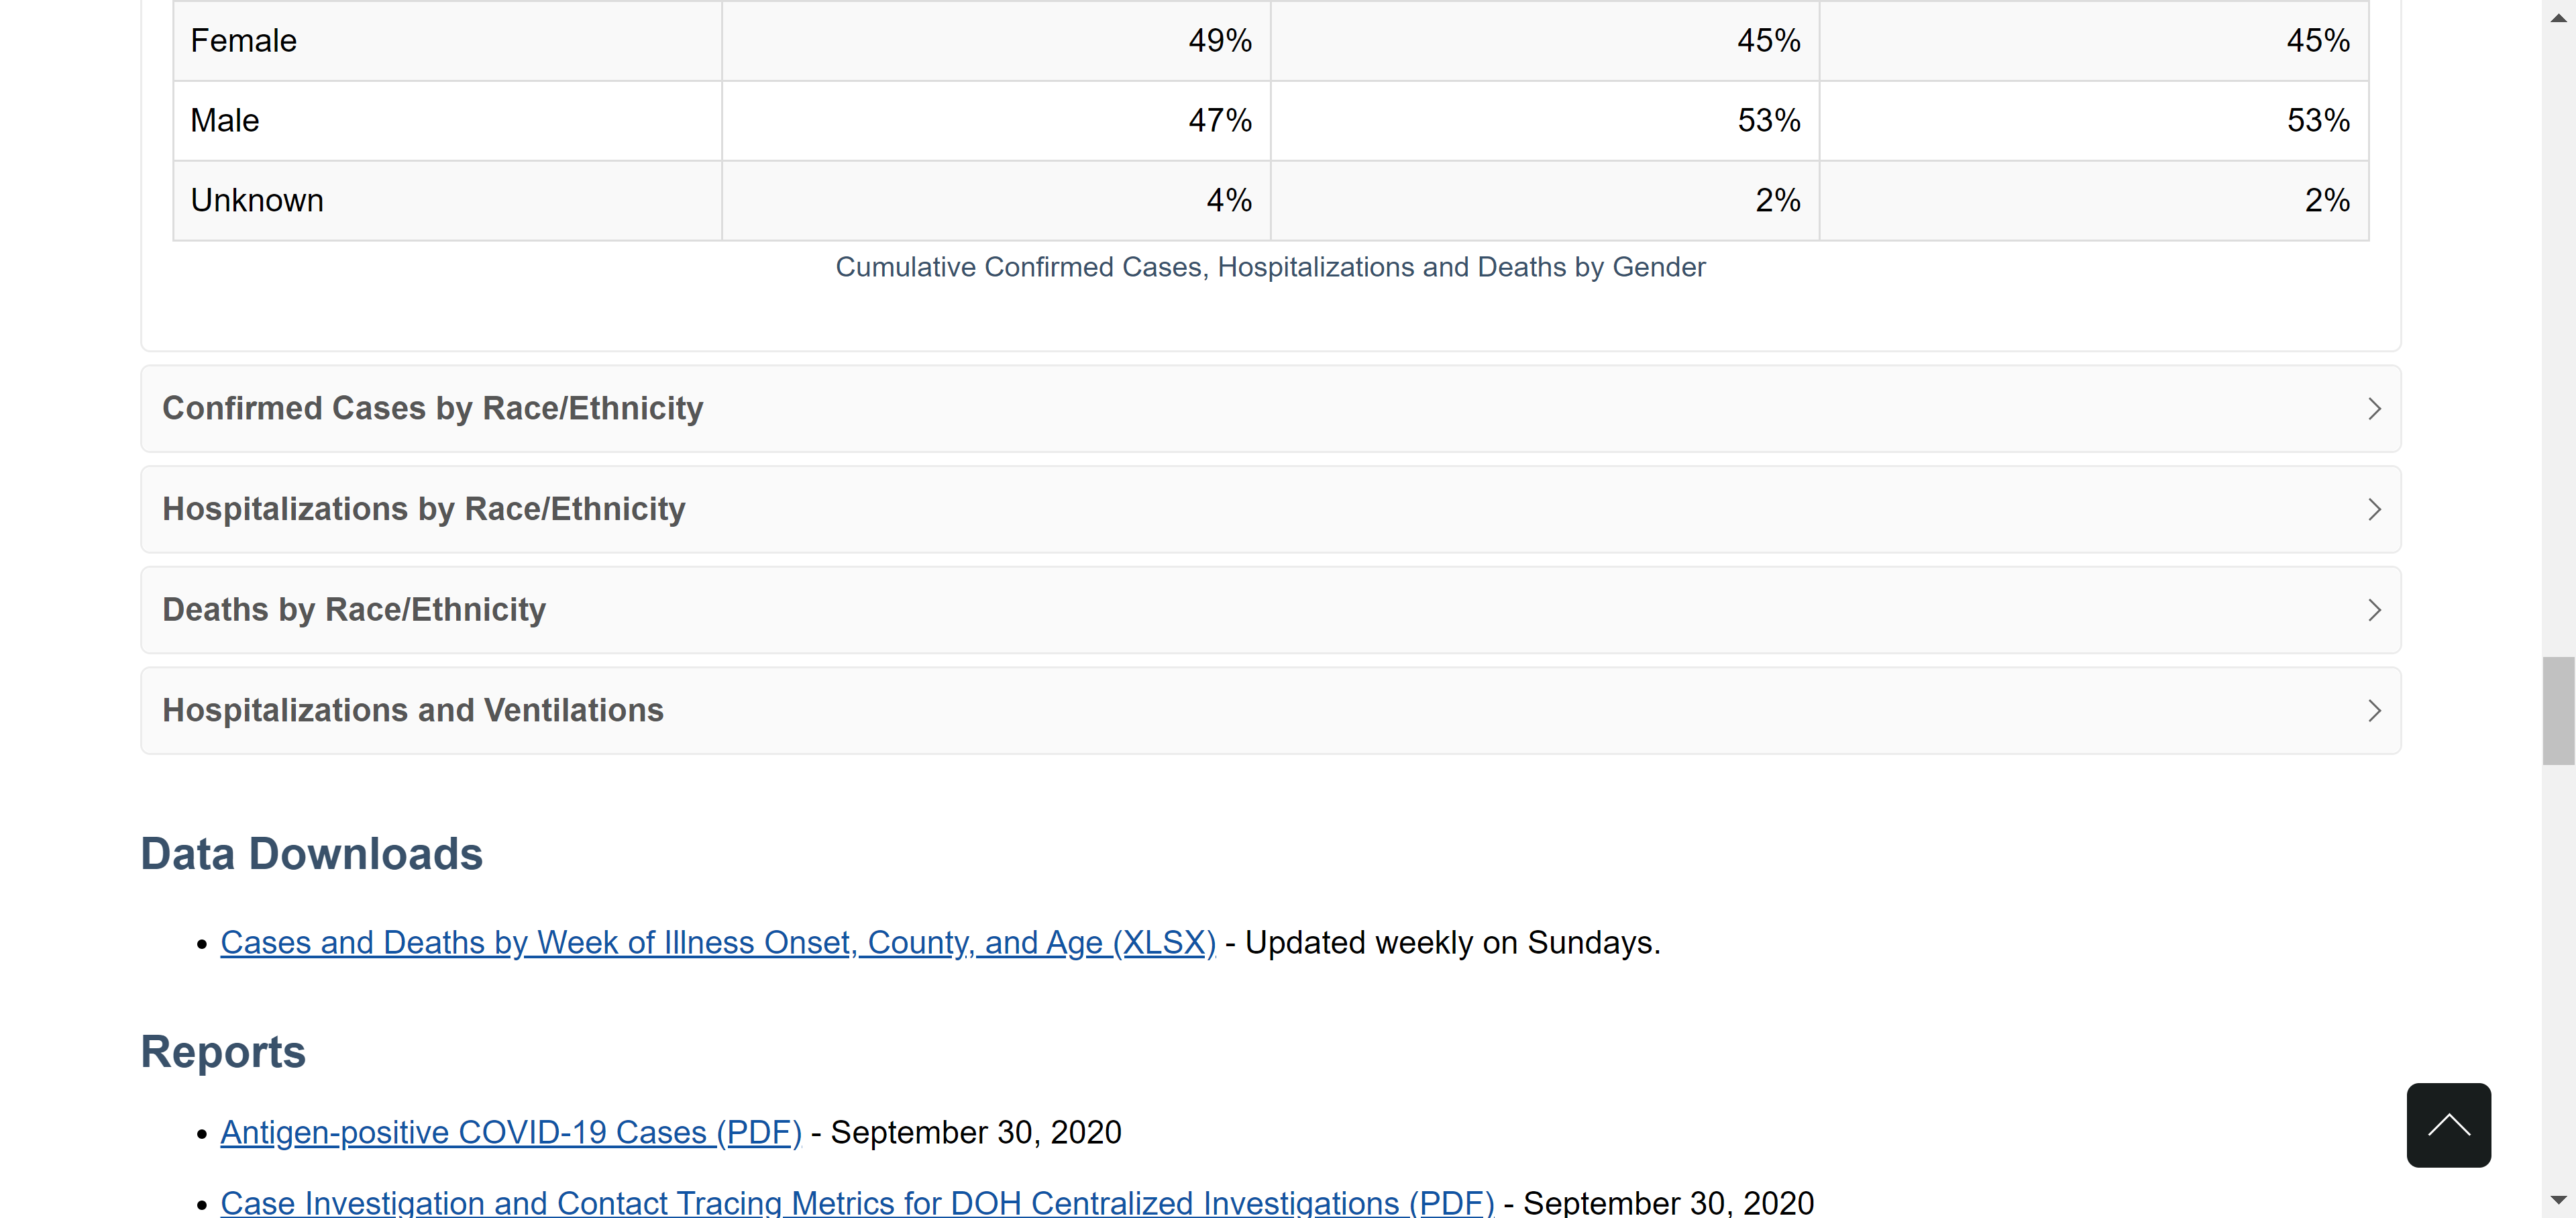 Female 49% 45% 45%
Male 47% 53% 53%
Unknown 4% 2% 2%
Cumulative Confirmed Cases, Hospitalizations and Deaths by Gender
Confirmed Cases by Race/Ethnicity
Hospitalizations by Race/Ethnicity
Deaths by Race/Ethnicity
Hospitalizations and Ventilations
Data Downloads
• Cases and Deaths by Week of Illness Onset, County, and Age (XLSX) - Updated weekly on Sundays.
Reports
• Antigen-positive COVID-19 Cases (PDF) - September 30, 2020
• Case Investigation and Contact Tracing Metrics for DOH Centralized Investigations (PDF) - September 30, 2020